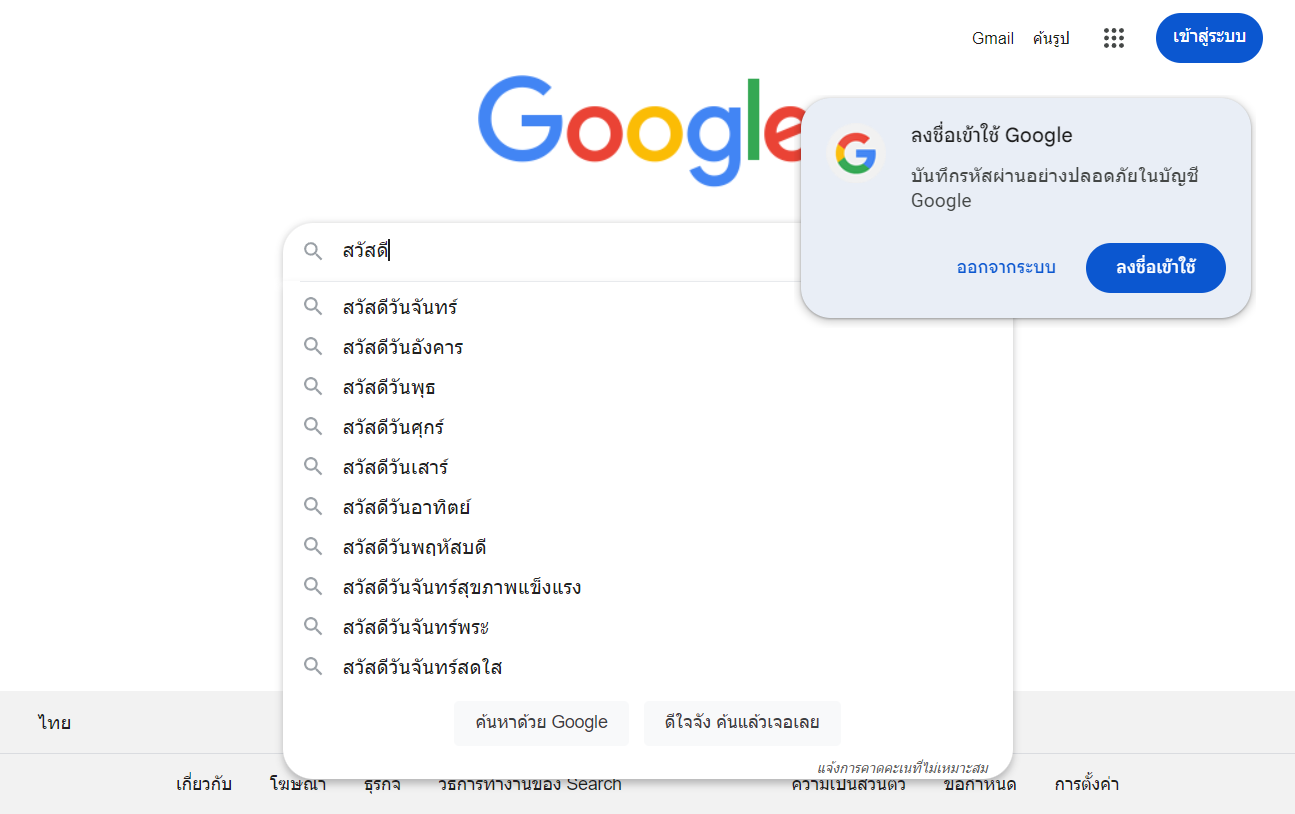 Gmail ค้นรูป เข้าสู่ระบบ
Google
ลงชื่อเข้าใช้ Google
บันทึกรหัสผ่านอย่างปลอดภัยในบัญชี
Google
ออกจากระบบ ลงชื่อเข้าใช้
สวัสดี
สวัสดีวันจันทร์
สวัสดีวันอังคาร
สวัสดีวันพุธ
สวัสดีวันศุกร์
สวัสดีวันเสาร์
สวัสดีวันอาทิตย์
สวัสดีวันพฤหัสบดี
สวัสดีวันจันทร์สุขภาพแข็งแรง
สวัสดีวันจันทร์พระ
สวัสดีวันจันทร์สดใส
ค้นหาด้วย Google ดีใจจัง ค้นแล้วเจอเลย
แจ้งการคาดคะเนที่ไม่เหมาะสม
ไทย
เกี่ยวกับ โฆษณา ธุรกิจ วิธีการทำงานของ Search ความเป็นส่วนตัว ข้อกำหนด การตั้งค่า